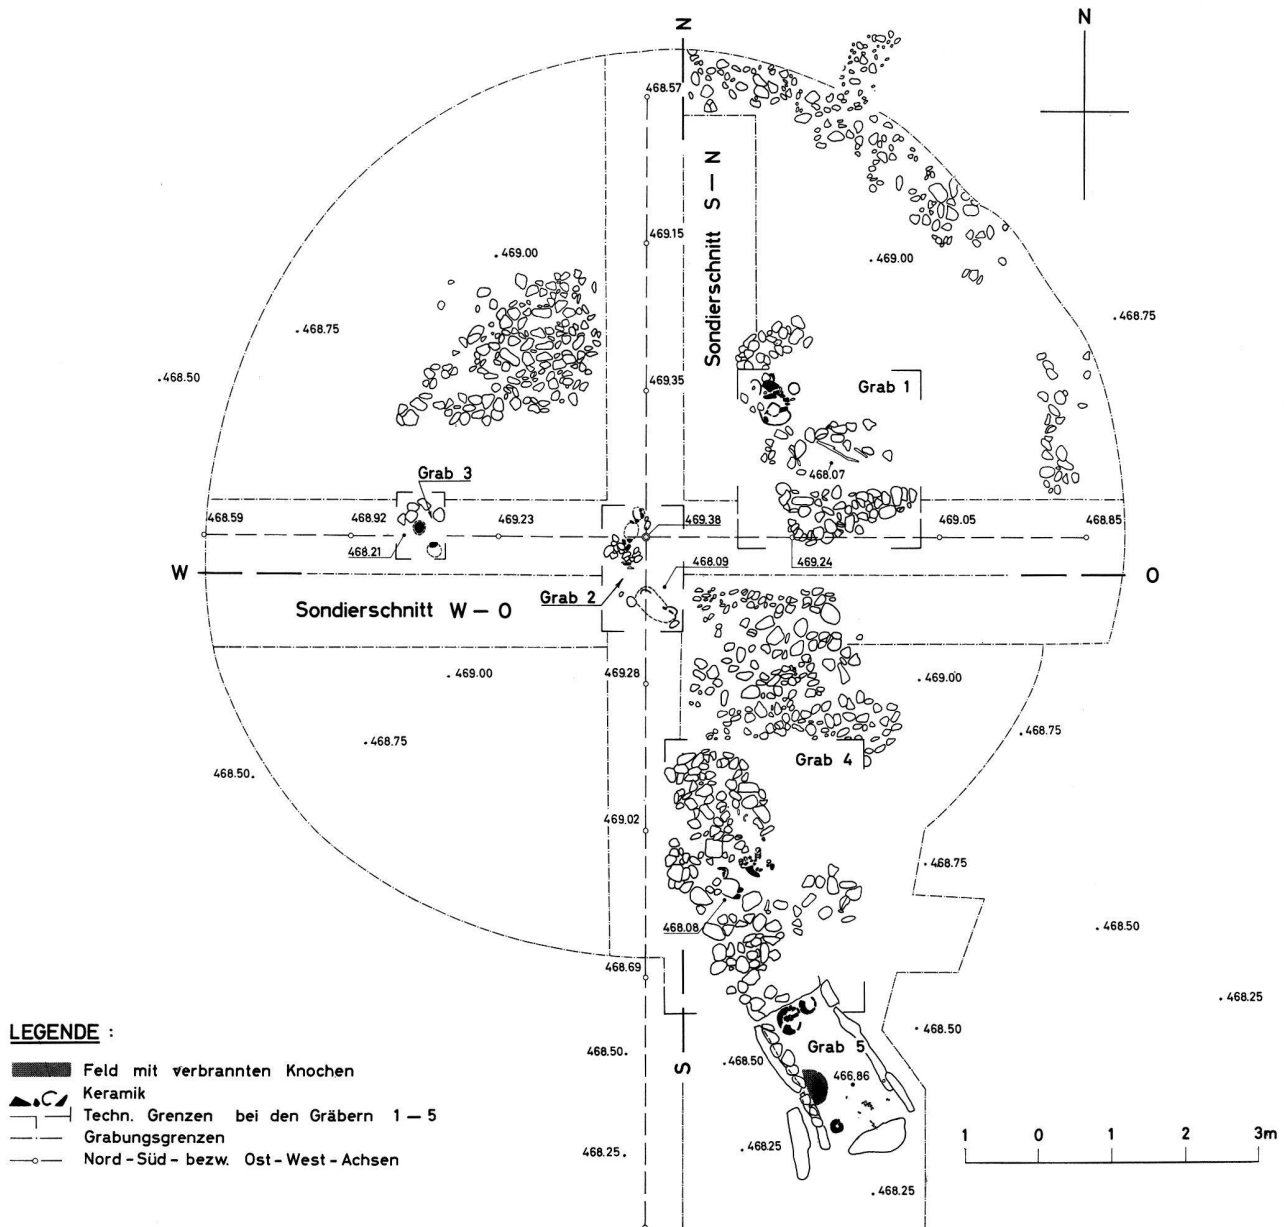 N
N
468.57
Sondierschnitt S – N
469.15
. 469.00
. 469.00
. 468.75
. 468.75
. 468.50
469.35
Grab 1
468.07
Grab 3
468.59
468.92
469.23
469.38
469.05
468.85
468.21
468.09
469.24
W
O
Grab 2
Sondierschnitt W – O
. 469.00
469.28
. 469.00
. 468.75
. 468.75
468.50 .
Grab 4
469.02
. 468.75
468.08
. 468.50
468.69
. 468.25
LEGENDE :
. 468.50
468.50 .
. 468.50
Grab 5
S
466.86
Feld mit verbrannten Knochen
Keramik
Techn. Grenzen bei den Gräbern 1 – 5
Grabungsgrenzen
Nord – Süd – bezw. Ost – West – Achsen
1 0 1 2 3m
468.25 .
. 468.25
. 468.25